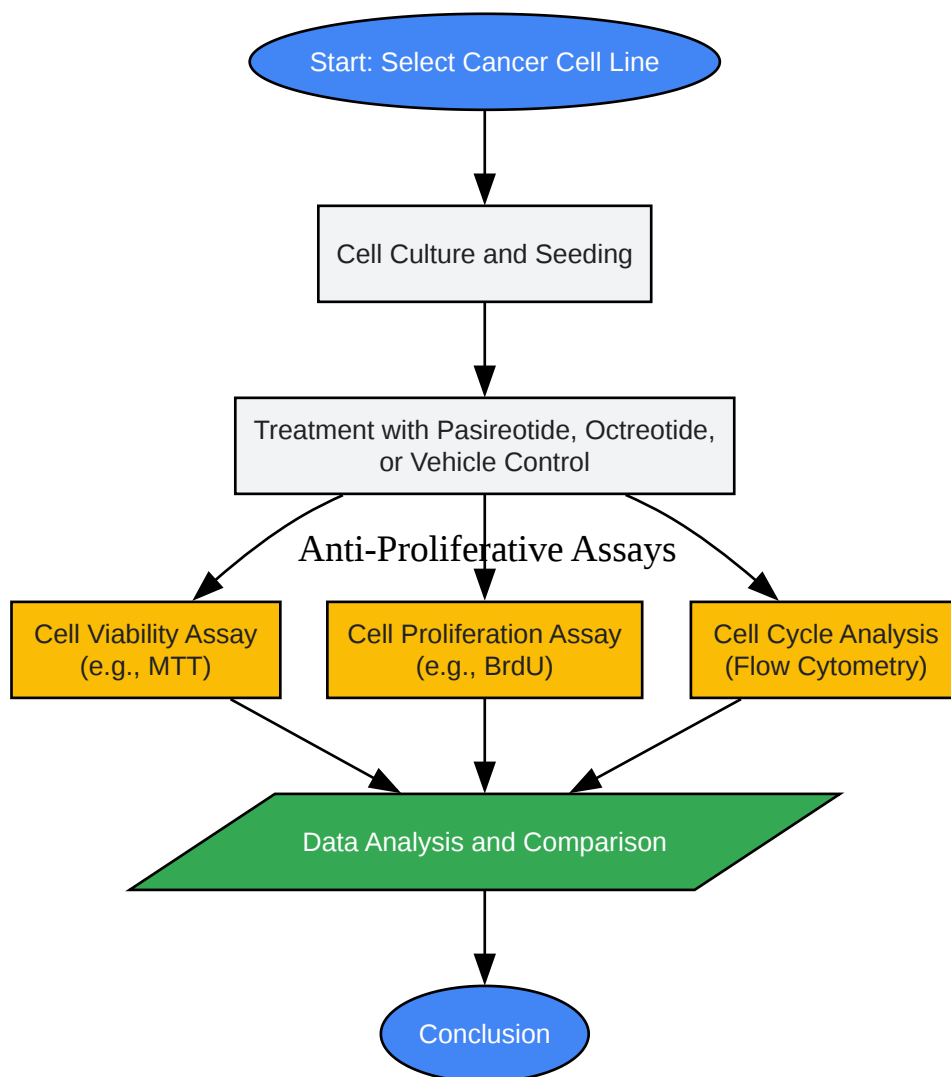 Start: Select Cancer Cell Line
Cell Culture and Seeding
Treatment with Pasireotide, Octreotide,
or Vehicle Control
Anti-Proliferative Assays
Cell Viability Assay
(e.g., MTT)
Cell Proliferation Assay
(e.g., BrdU)
Cell Cycle Analysis
(Flow Cytometry)
Data Analysis and Comparison
Conclusion